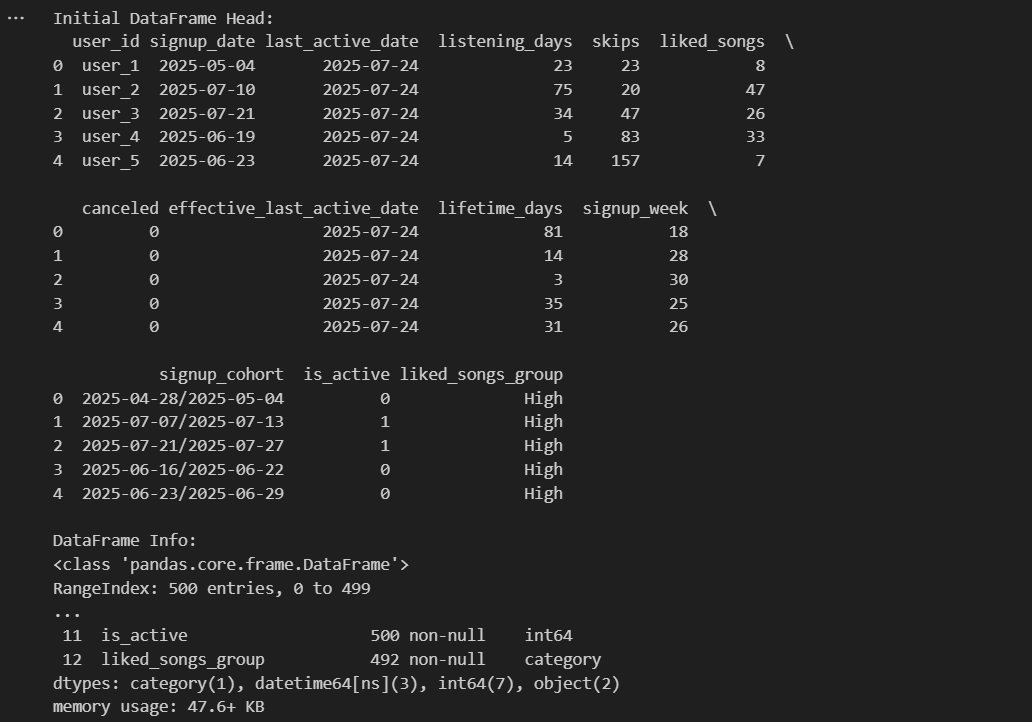 ... Initial DataFrame Head:
user_id signup_date last_active_date listening_days skips liked_songs \
0 user_1 2025-05-04 2025-07-24 23 23 8
1 user_2 2025-07-10 2025-07-24 75 20 47
2 user_3 2025-07-21 2025-07-24 34 47 26
3 user_4 2025-06-19 2025-07-24 5 83 33
4 user_5 2025-06-23 2025-07-24 14 157 7
canceled effective_last_active_date lifetime_days signup_week \
0 0 2025-07-24 81 18
1 0 2025-07-24 14 28
2 0 2025-07-24 3 30
3 0 2025-07-24 35 25
4 0 2025-07-24 31 26
signup_cohort is_active liked_songs_group
0 2025-04-28/2025-05-04 0 High
1 2025-07-07/2025-07-13 1 High
2 2025-07-21/2025-07-27 1 High
3 2025-06-16/2025-06-22 0 High
4 2025-06-23/2025-06-29 0 High
DataFrame Info:
<class 'pandas.core.frame.DataFrame'>
RangeIndex: 500 entries, 0 to 499
...
11 is_active 500 non-null int64
12 liked_songs_group 492 non-null category
dtypes: category(1), datetime64[ns](3), int64(7), object(2)
memory usage: 47.6+ KB